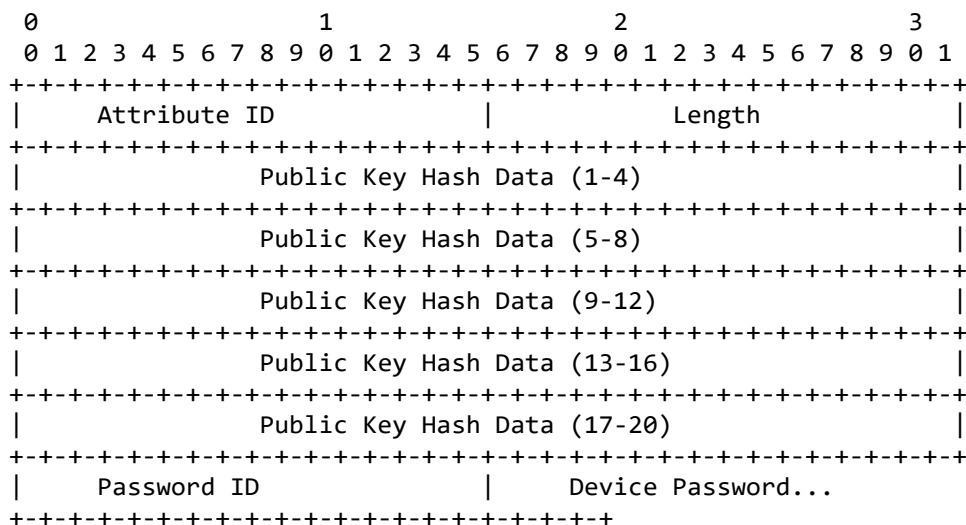 0                   1                   2                   3
 0 1 2 3 4 5 6 7 8 9 0 1 2 3 4 5 6 7 8 9 0 1 2 3 4 5 6 7 8 9 0 1
+-+-+-+-+-+-+-+-+-+-+-+-+-+-+-+-+-+-+-+-+-+-+-+-+-+-+-+-+-+-+-+-+
|     Attribute ID              |            Length             |
+-+-+-+-+-+-+-+-+-+-+-+-+-+-+-+-+-+-+-+-+-+-+-+-+-+-+-+-+-+-+-+-+
|                Public Key Hash Data (1-4)                     |
+-+-+-+-+-+-+-+-+-+-+-+-+-+-+-+-+-+-+-+-+-+-+-+-+-+-+-+-+-+-+-+-+
|                Public Key Hash Data (5-8)                     |
+-+-+-+-+-+-+-+-+-+-+-+-+-+-+-+-+-+-+-+-+-+-+-+-+-+-+-+-+-+-+-+-+
|                Public Key Hash Data (9-12)                    |
+-+-+-+-+-+-+-+-+-+-+-+-+-+-+-+-+-+-+-+-+-+-+-+-+-+-+-+-+-+-+-+-+
|                Public Key Hash Data (13-16)                   |
+-+-+-+-+-+-+-+-+-+-+-+-+-+-+-+-+-+-+-+-+-+-+-+-+-+-+-+-+-+-+-+-+
|                Public Key Hash Data (17-20)                   |
+-+-+-+-+-+-+-+-+-+-+-+-+-+-+-+-+-+-+-+-+-+-+-+-+-+-+-+-+-+-+-+-+
|     Password ID               |     Device Password...
+-+-+-+-+-+-+-+-+-+-+-+-+-+-+-+-+-+-+-+-+